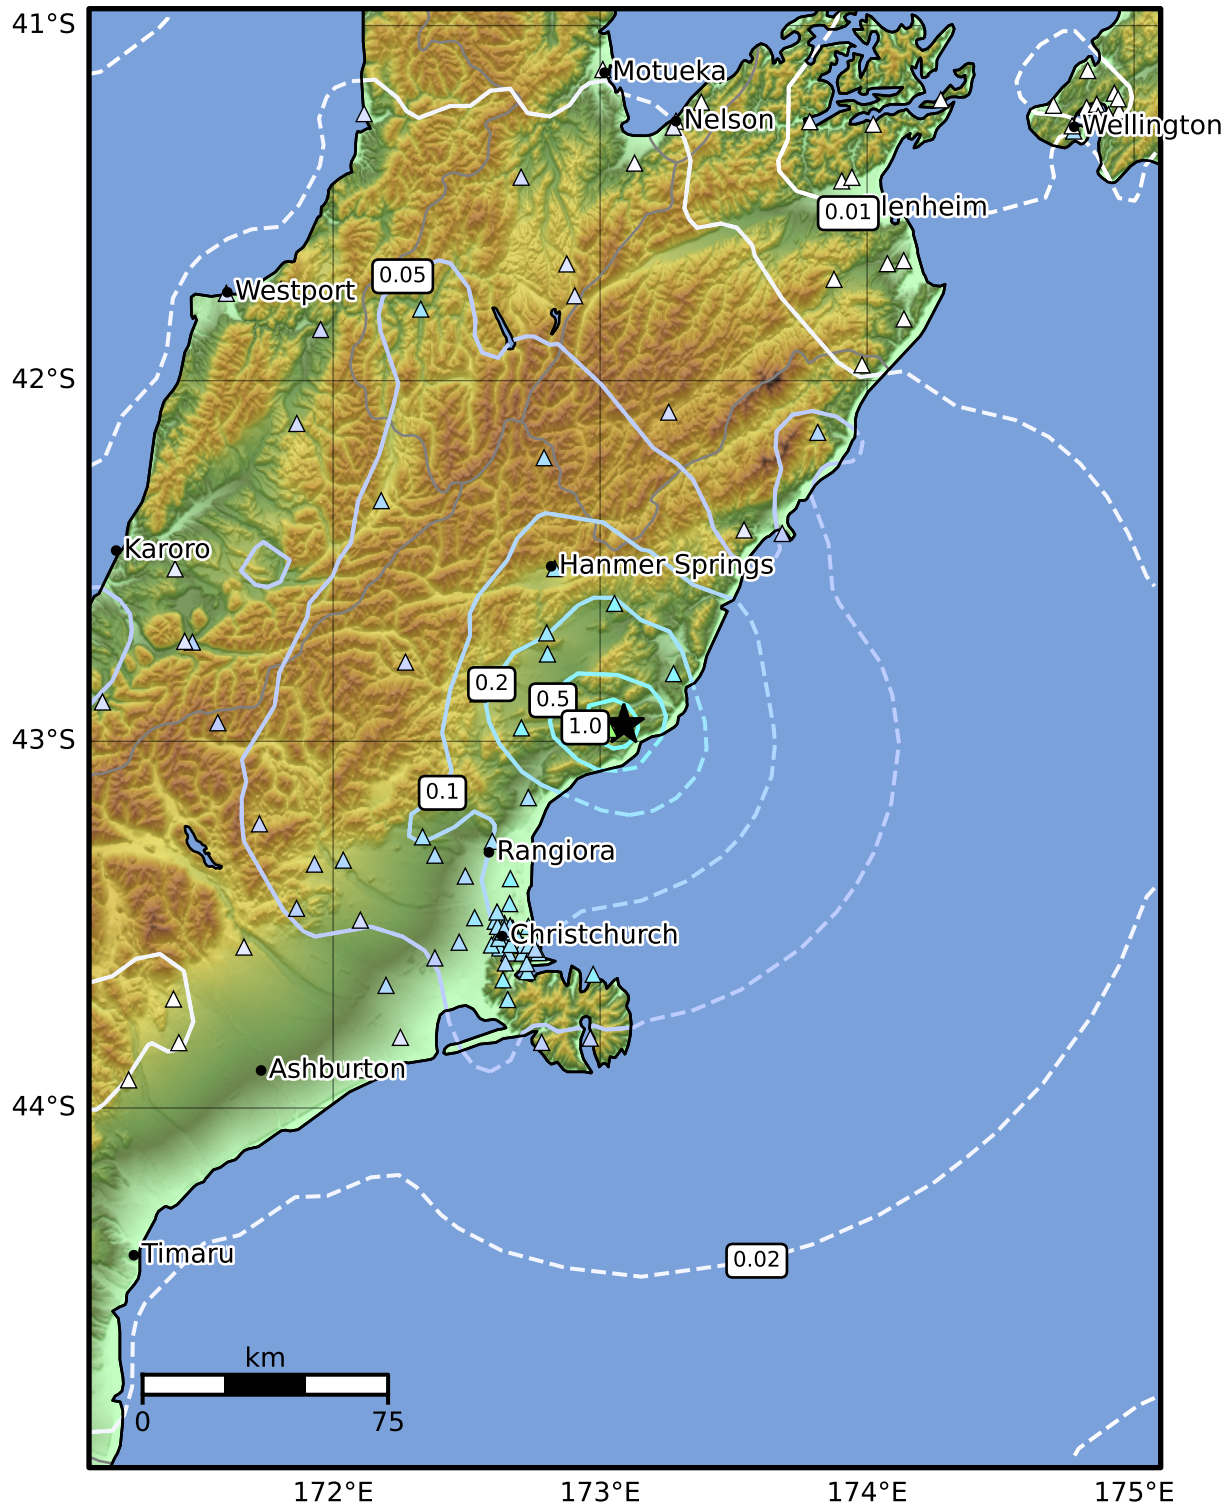 41°S
Motueka
Nelson
Wellington
0.01
lenheim
0.05
Westport
42°S
Karoro
Hanmer Springs
0.2
0.5
1.0
43°S
0.1
Rangiora
Christchurch
Ashburton
44°S
Timaru
0.02
km
0
75
172°E
173°E
174°E
175°E